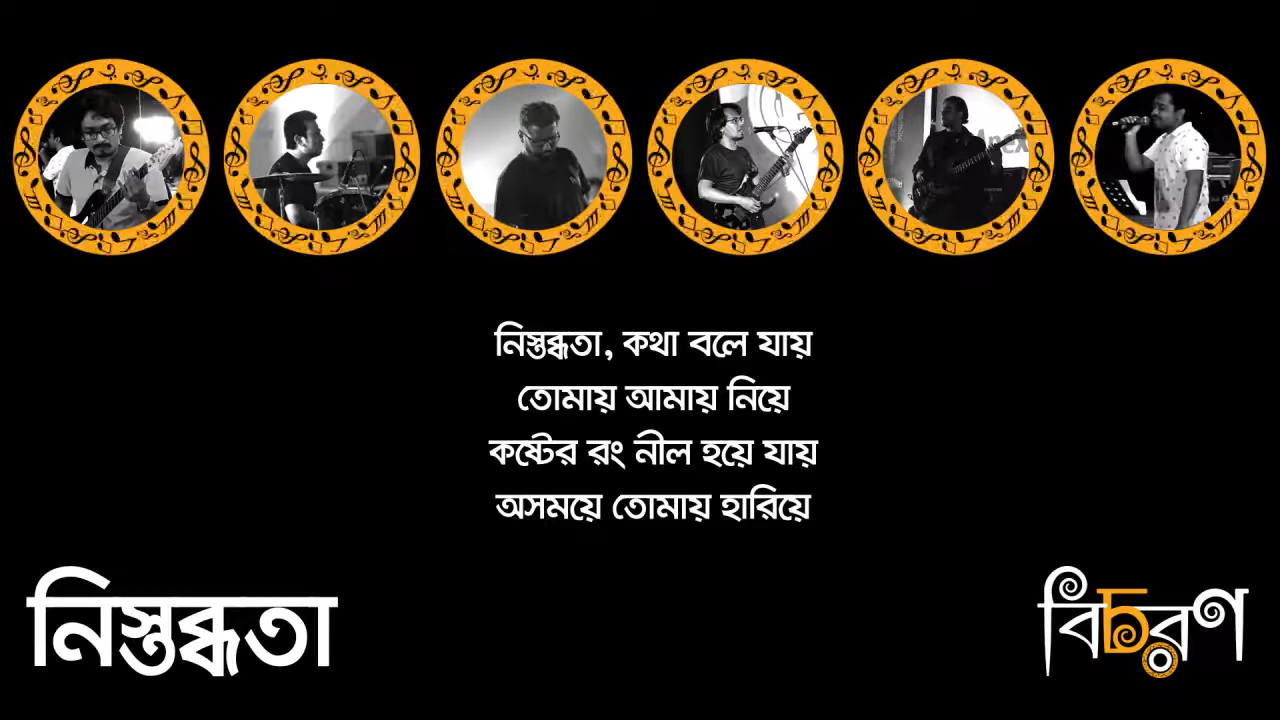 নিস্তব্ধতা, কথা বলে যায়
তোমায় আমায় নিয়ে
কষ্টের রং নীল হয়ে যায়
অসময়ে তোমায় হারিয়ে
নিস্তব্ধতা
বিচরণ